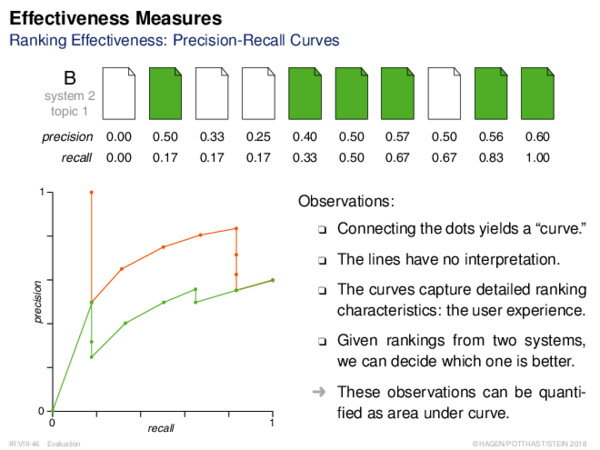 Effectiveness Measures
Ranking Effectiveness: Precision-Recall Curves
B
system 2
topic 1
precision 0.00 0.50 0.33 0.25 0.40 0.50 0.57 0.50 0.56 0.60
recall 0.00 0.17 0.17 0.17 0.33 0.50 0.67 0.67 0.83 1.00
1
precision
0
0
recall
1
Observations:
❑ Connecting the dots yields a “curve.”
❑ The lines have no interpretation.
❑ The curves capture detailed ranking
characteristics: the user experience.
❑ Given rankings from two systems,
we can decide which one is better.
➜ These observations can be quanti-
fied as area under curve.
IR:VIII-46 Evaluation
©HAGEN/POTTHAST/STEIN 2018